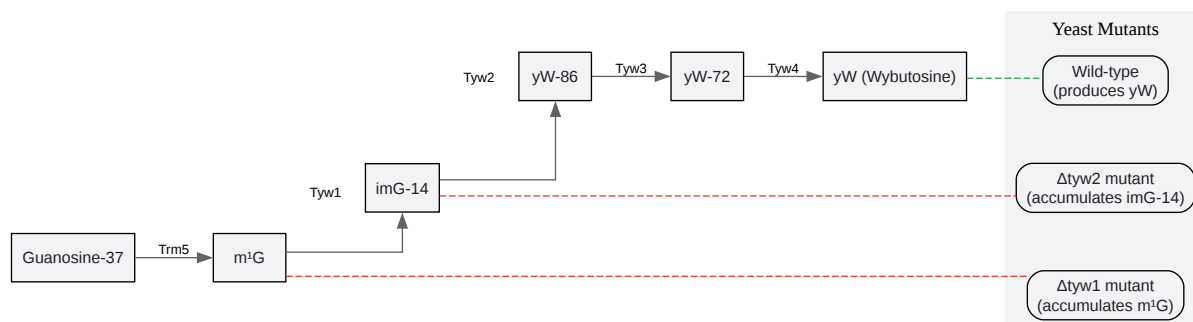 Yeast Mutants
Tyw2
yW-86
Tyw3
yW-72
Tyw4
yW (Wybutosine)
Wild-type
(produces yW)
Tyw1
imG-14
Δtyw2 mutant
(accumulates imG-14)
Guanosine-37
Trm5
m¹G
Δtyw1 mutant
(accumulates m¹G)